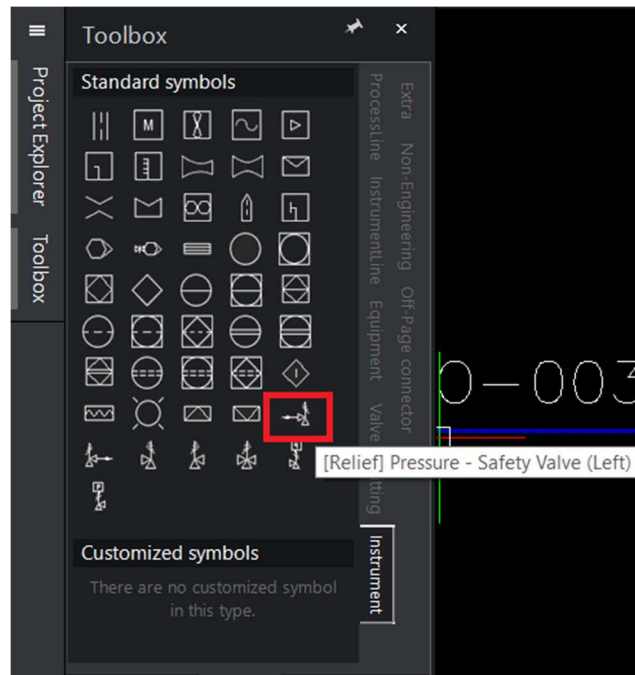 Toolbox
Project Explorer
Toolbox
Standard symbols
M
Extra
Non-Engineering
Off-Page connector
ProcessLine
InstrumentLine
Equipment
Valve
Instrument
O-003
[Relief] Pressure - Safety Valve (Left)
Customized symbols
There are no customized symbol
in this type.